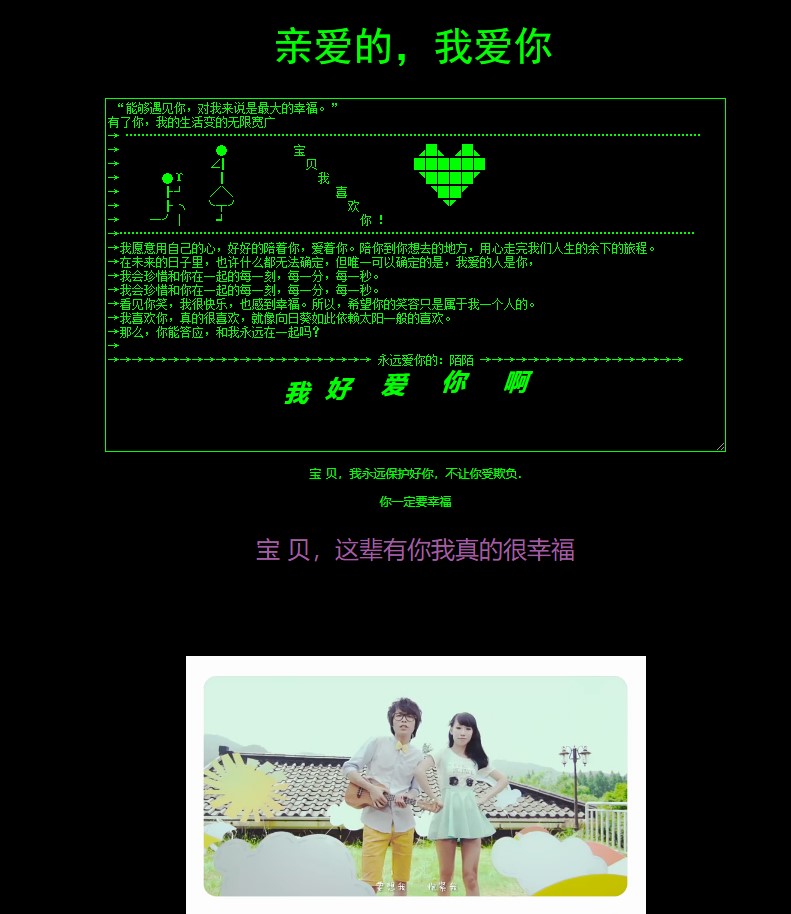 亲爱的，我爱你
“能够遇见你，对我来说是最大的幸福。”
有了你，我的生活变的无限宽广
宝
贝
我
喜
欢
你！
→我愿意用自己的心，好好的陪着你，爱着你。陪你到你想去的地方，用心走完我们人生的余下的旅程。
→在未来的日子里，也许什么都无法确定，但唯一可以确定的是，我爱的人是你，
→我会珍惜和你在一起的每一刻，每一分，每一秒。
→我会珍惜和你在一起的每一刻，每一分，每一秒。
→看见你笑，我很快乐，也感到幸福。所以，希望你的笑容只是属于我一个人的。
→我喜欢你，真的很喜欢，就像向日葵如此依赖太阳一般的喜欢。
→那么，你能答应，和我永远在一起吗？
永远爱你的：陌陌
我 好 爱 你 啊
宝 贝，我永远保护好你，不让你受欺负.
你一定要幸福
宝 贝，这辈有你我真的很幸福